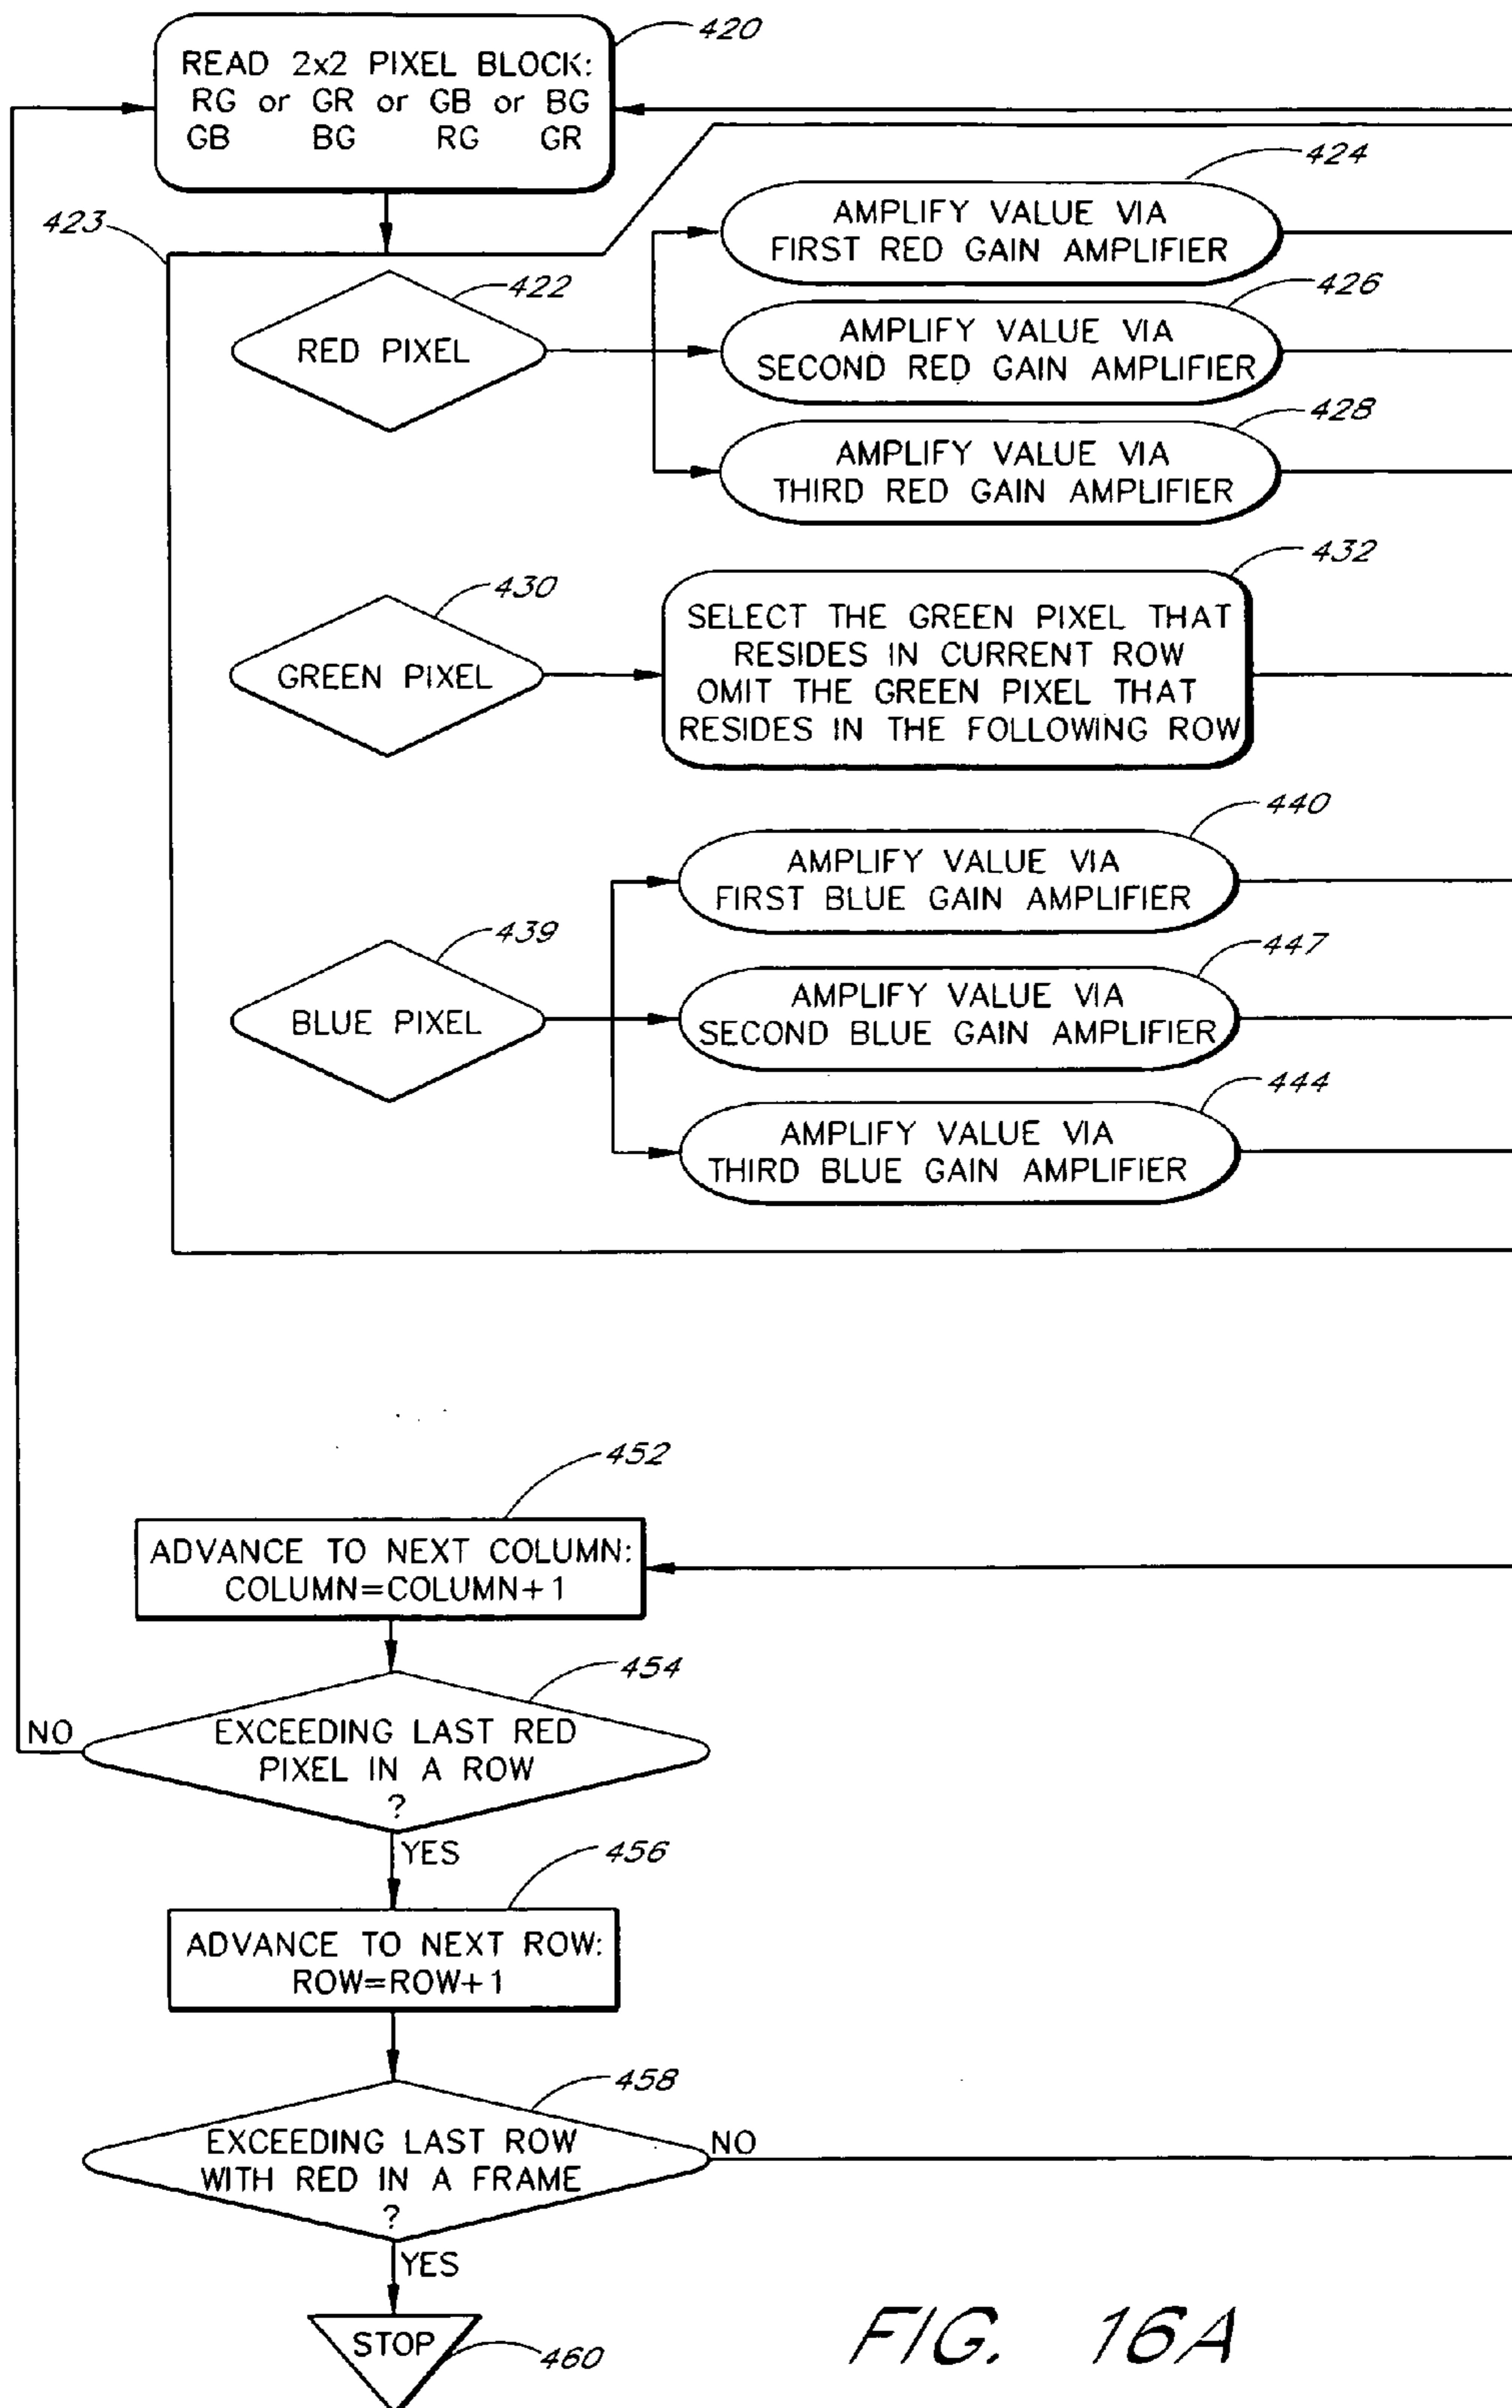 420
READ 2x2 PIXEL BLOCK:
RG or GR or GB or BG
GB BG RG GR
423
424
AMPLIFY VALUE VIA
FIRST RED GAIN AMPLIFIER
422
RED PIXEL
426
AMPLIFY VALUE VIA
SECOND RED GAIN AMPLIFIER
428
AMPLIFY VALUE VIA
THIRD RED GAIN AMPLIFIER
430
GREEN PIXEL
432
SELECT THE GREEN PIXEL THAT
RESIDES IN CURRENT ROW
OMIT THE GREEN PIXEL THAT
RESIDES IN THE FOLLOWING ROW
439
BLUE PIXEL
440
AMPLIFY VALUE VIA
FIRST BLUE GAIN AMPLIFIER
447
AMPLIFY VALUE VIA
SECOND BLUE GAIN AMPLIFIER
444
AMPLIFY VALUE VIA
THIRD BLUE GAIN AMPLIFIER
452
ADVANCE TO NEXT COLUMN:
COLUMN=COLUMN+1
454
EXCEEDING LAST RED
PIXEL IN A ROW
?
NO
YES
456
ADVANCE TO NEXT ROW:
ROW=ROW+1
458
EXCEEDING LAST ROW
WITH RED IN A FRAME
?
NO
YES
STOP
460
FIG. 16A